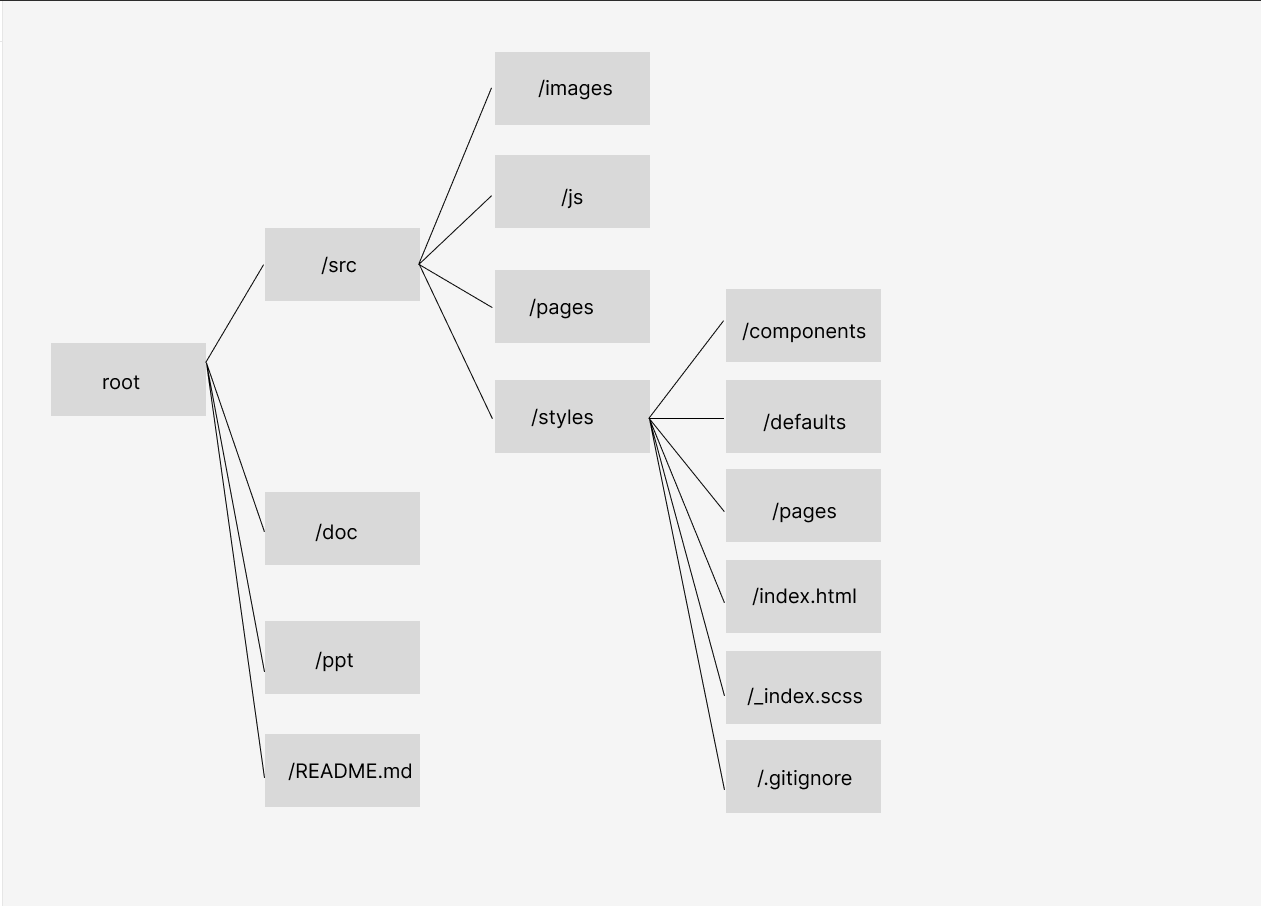 /images
/js
/src
/pages
/components
root
/styles
/defaults
/pages
/doc
/index.html
/ppt
/_index.scss
/README.md
/.gitignore